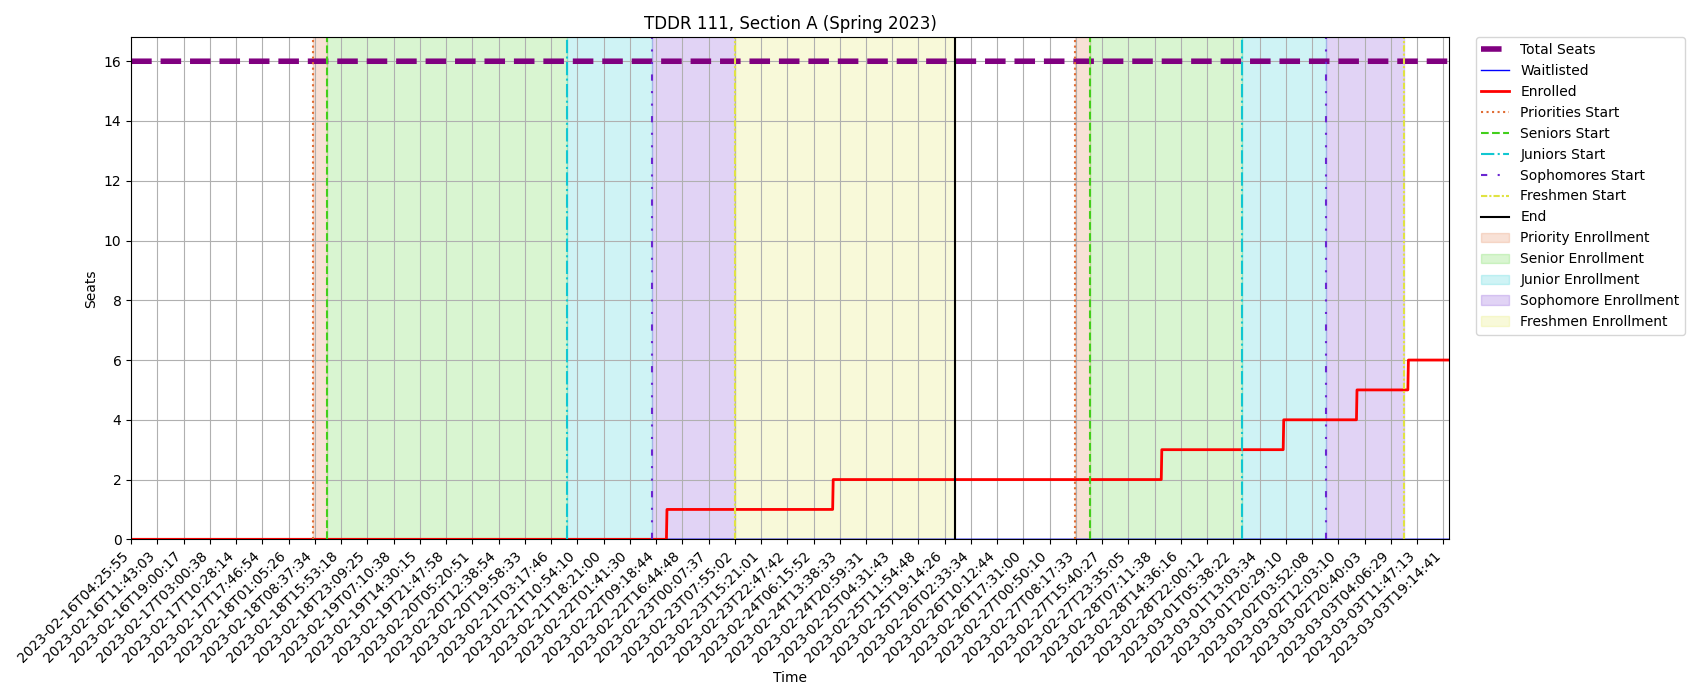 TDDR 111, Section A (Spring 2023)
Seats
16
14
12
10
8
6
4
2
0
2023-02-16T04:25:55
2023-02-16T11:43:03
2023-02-16T19:00:17
2023-02-17T03:00:38
2023-02-17T10:28:14
2023-02-17T17:46:54
2023-02-18T01:05:26
2023-02-18T08:37:34
2023-02-18T15:53:18
2023-02-18T23:09:25
2023-02-19T07:10:38
2023-02-19T14:30:15
2023-02-19T21:47:58
2023-02-20T05:20:51
2023-02-20T12:38:54
2023-02-20T19:58:33
2023-02-21T03:17:46
2023-02-21T10:54:10
2023-02-21T18:21:00
2023-02-22T01:41:30
2023-02-22T09:18:44
2023-02-22T16:44:48
2023-02-23T00:07:37
2023-02-23T07:55:02
2023-02-23T15:21:01
2023-02-23T22:47:42
2023-02-24T06:15:52
2023-02-24T13:38:33
2023-02-24T20:59:31
2023-02-25T04:31:43
2023-02-25T11:54:48
2023-02-25T19:14:26
2023-02-26T02:33:34
2023-02-26T10:12:44
2023-02-26T17:31:00
2023-02-27T00:50:10
2023-02-27T08:17:33
2023-02-27T15:40:27
2023-02-27T23:35:05
2023-02-28T07:11:38
2023-02-28T14:36:16
2023-02-28T22:00:12
2023-03-01T05:38:22
2023-03-01T13:03:34
2023-03-01T20:29:10
2023-03-02T03:52:08
2023-03-02T12:03:10
2023-03-02T20:40:03
2023-03-03T04:06:29
2023-03-03T11:47:13
2023-03-03T19:14:41
Time
Total Seats
Waitlisted
Enrolled
Priorities Start
Seniors Start
Juniors Start
Sophomores Start
Freshmen Start
End
Priority Enrollment
Senior Enrollment
Junior Enrollment
Sophomore Enrollment
Freshmen Enrollment